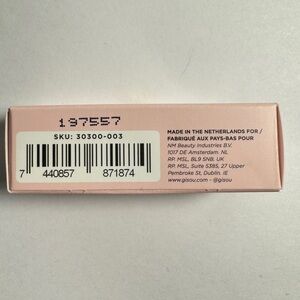 197557
SKU: 30300-003
7 440857 871874
MADE IN THE NETHERLANDS FOR /
FABRIQUÉ AUX PAYS-BAS POUR
NM Beauty Industries B.V.
1017 DE Amsterdam. NL
RP. MSL, BL9 5NB, UK
RP. MSL, Suite 5385, 27 Upper
Pembroke St, Dublin, IE
www.gisou.com - @gisou